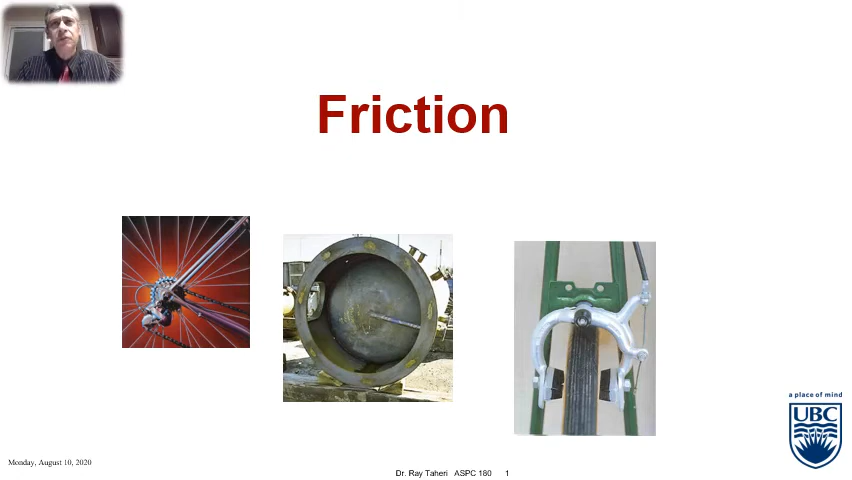 Friction
a place of mind
UBC
Monday, August 10, 2020
Dr. Ray Taheri ASPC 180 1